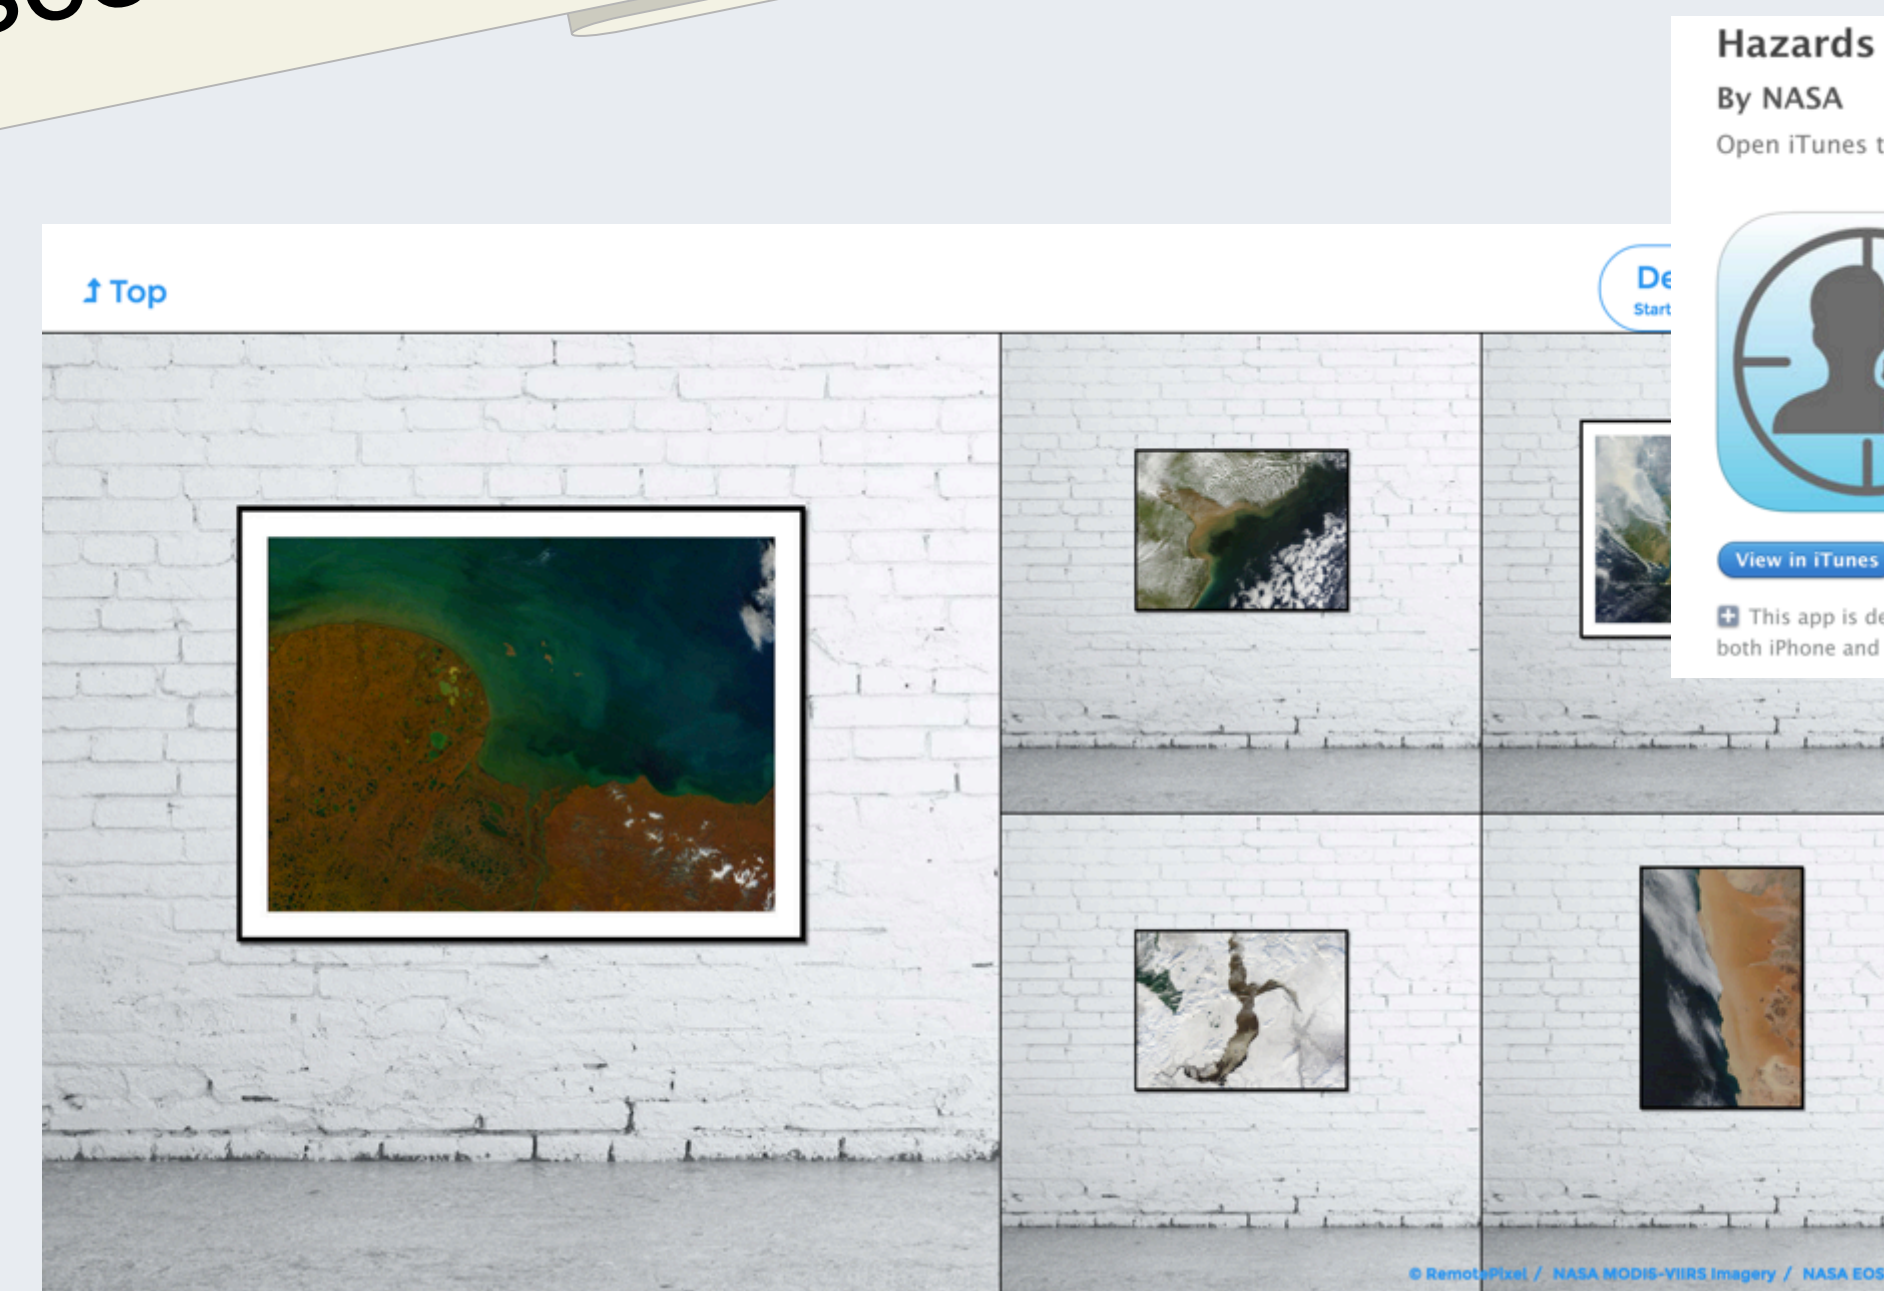 Hazards
By NASA
Open iTunes t
Top
De
Start
View in iTunes
This app is de
both iPhone and
© RemotePixel / NASA MODIS-VIIRS Imagery / NASA EOS